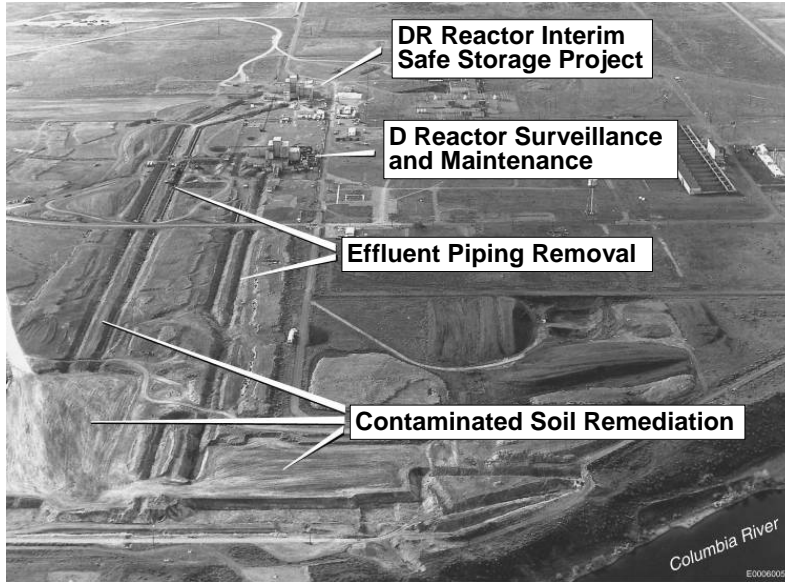 DR Reactor Interim
Safe Storage Project
D Reactor Surveillance
and Maintenance
Effluent Piping Removal
Contaminated Soil Remediation
Columbia River
E0006005